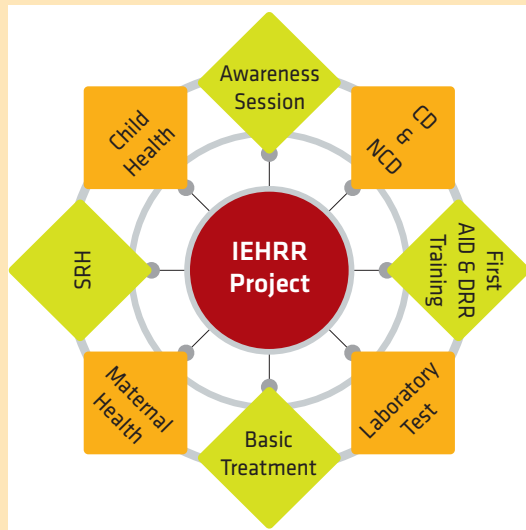 Awareness
Session
CD
&
NCD
First
AID & DRR
Training
Laboratory
Test
Basic
Treatment
Maternal
Health
SRH
Child
Health
IEHRR
Project